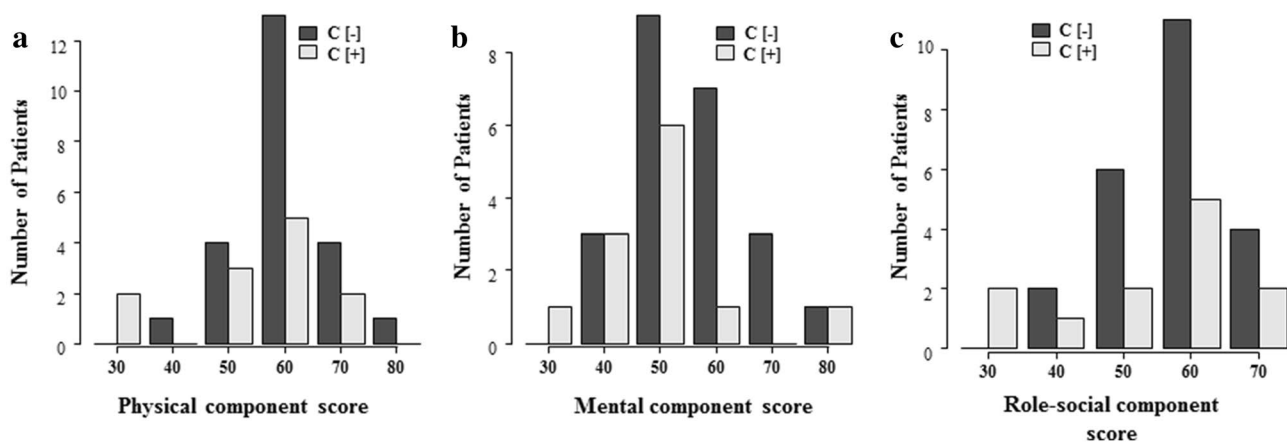 a
C [-]
C [+]
Number of Patients
12
10
8
6
4
2
0
30 40 50 60 70 80
Physical component score
b
C [-]
C [+]
Number of Patients
8
6
4
2
0
30 40 50 60 70 80
Mental component score
c
C [-]
C [+]
Number of Patients
10
8
6
4
2
0
30 40 50 60 70
Role-social component
score